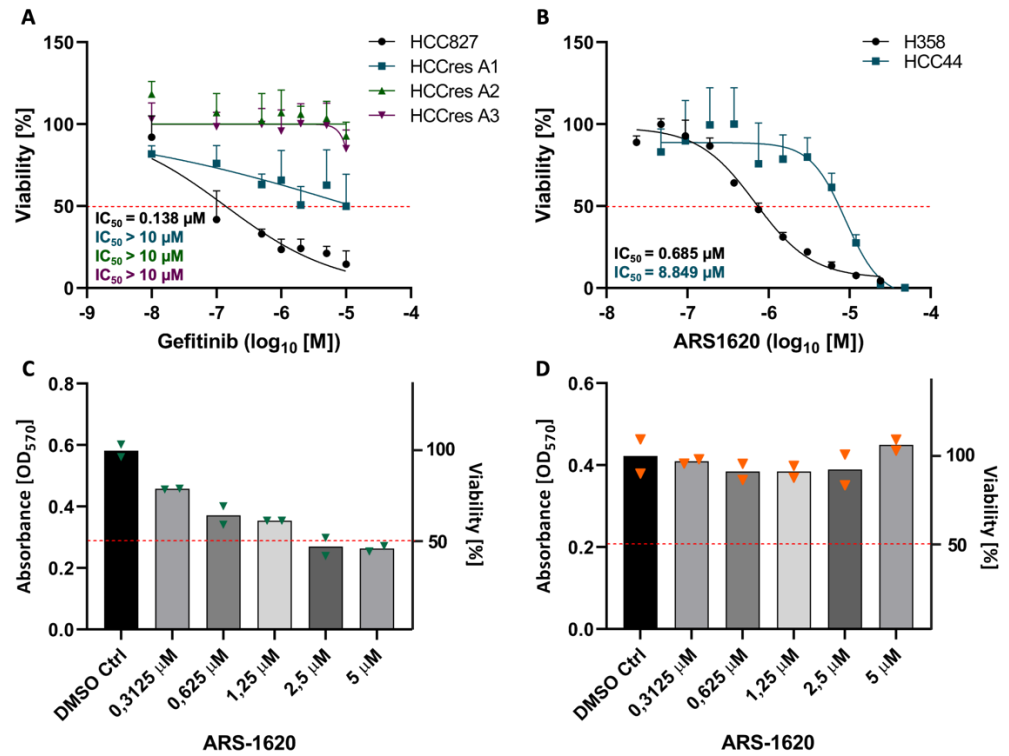 A
HCC827
HCCres A1
HCCres A2
HCCres A3
Viability [%]
150
100
50
0
IC50 = 0.138 µM
IC50 > 10 µM
IC50 > 10 µM
IC50 > 10 µM
-9
-8
-7
-6
-5
-4
Gefitinib (log10 [M])
B
H358
HCC44
Viability [%]
150
100
50
0
IC50 = 0.685 µM
IC50 = 8.849 µM
-8
-7
-6
-5
-4
ARS1620 (log10 [M])
C
Absorbance [OD570]
0.8
0.6
0.4
0.2
0.0
100
50
Viability [%]
DMSO Ctrl
0,3125 µM
0,625 µM
1,25 µM
2,5 µM
5 µM
ARS-1620
D
Absorbance [OD570]
0.6
0.4
0.2
0.0
100
50
Viability [%]
DMSO Ctrl
0,3125 µM
0,625 µM
1,25 µM
2,5 µM
5 µM
ARS-1620